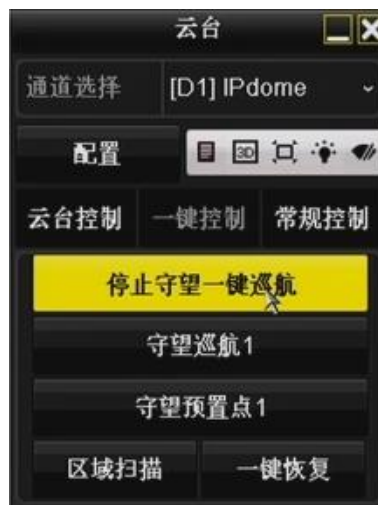 云台
通道选择 [D1] IPdome
配置 3D
云台控制 一键控制 常规控制
停止守望一键巡航
守望巡航1
守望预置点1
区域扫描 一键恢复